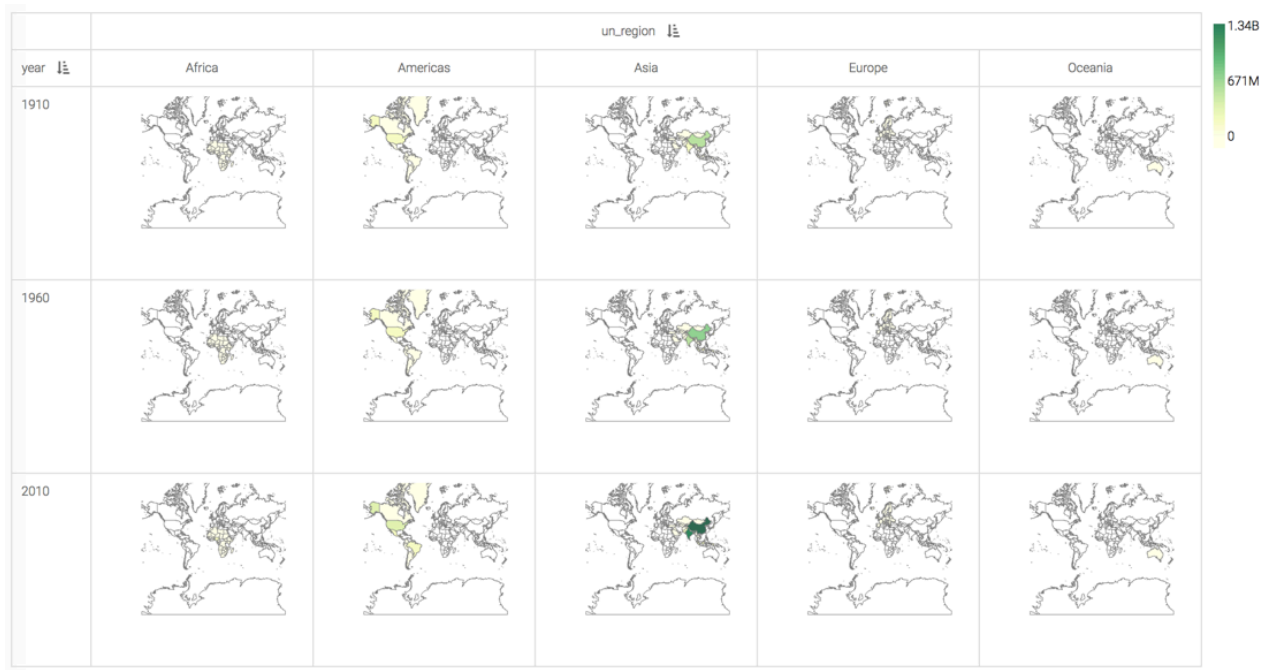 un_region
1.34B
year
Africa
Americas
Asia
Europe
Oceania
671M
1910
0
1960
2010